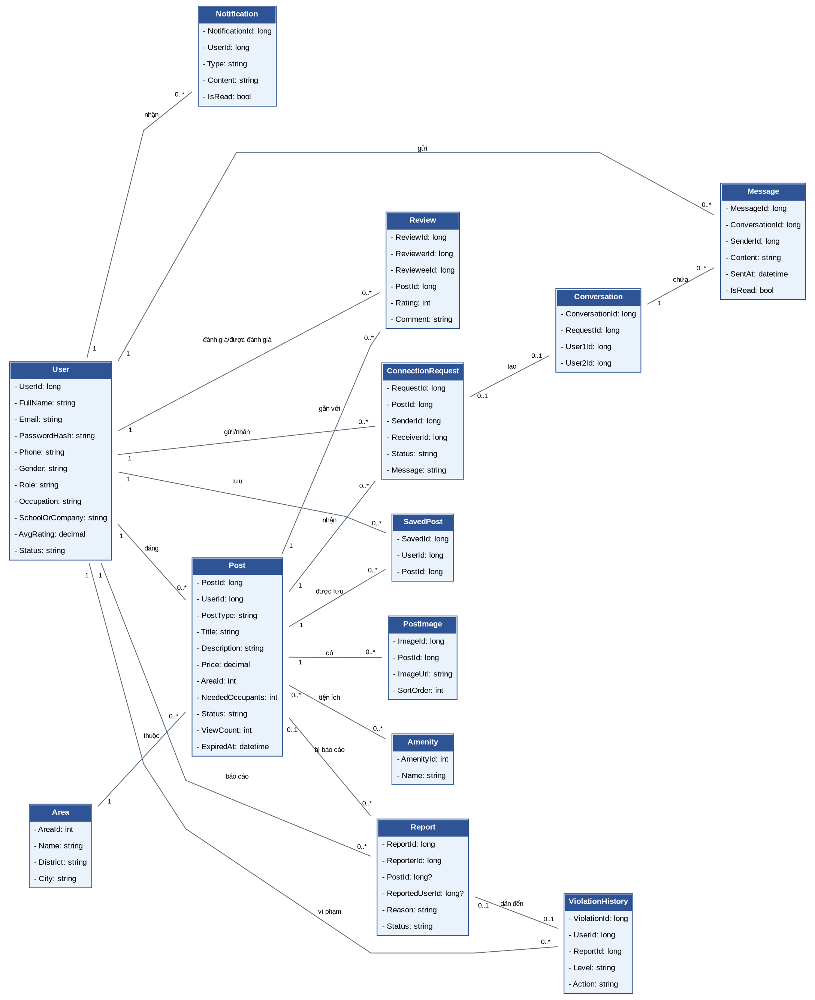 Notification
- NotificationId: long
- UserId: long
- Type: string
- Content: string
- IsRead: bool
0..*
nhận
1
gửi
1
0..*
Message
- MessageId: long
- ConversationId: long
- SenderId: long
- Content: string
- SentAt: datetime
- IsRead: bool
Review
- ReviewId: long
- ReviewerId: long
- RevieweeId: long
- PostId: long
- Rating: int
- Comment: string
0..*
đánh giá/được đánh giá
1
0..*
gắn với
1
Conversation
- ConversationId: long
- RequestId: long
- User1Id: long
- User2Id: long
0..*
chứa
1
0..1
tạo
0..1
User
- UserId: long
- FullName: string
- Email: string
- PasswordHash: string
- Phone: string
- Gender: string
- Role: string
- Occupation: string
- SchoolOrCompany: string
- AvgRating: decimal
- Status: string
ConnectionRequest
- RequestId: long
- PostId: long
- SenderId: long
- ReceiverId: long
- Status: string
- Message: string
gửi/nhận
0..*
1
lưu
1
0..*
0..*
nhận
1
SavedPost
- SavedId: long
- UserId: long
- PostId: long
0..*
được lưu
1
1
đăng
0..*
Post
- PostId: long
- UserId: long
- PostType: string
- Title: string
- Description: string
- Price: decimal
- AreaId: int
- NeededOccupants: int
- Status: string
- ViewCount: int
- ExpiredAt: datetime
PostImage
- ImageId: long
- PostId: long
- ImageUrl: string
- SortOrder: int
có
0..*
1
0..*
tiện ích
0..*
Amenity
- AmenityId: int
- Name: string
0..1
bị báo cáo
0..*
0..*
thuộc
1
Area
- AreaId: int
- Name: string
- District: string
- City: string
1
báo cáo
0..*
Report
- ReportId: long
- ReporterId: long
- PostId: long?
- ReportedUserId: long?
- Reason: string
- Status: string
0..1
dẫn đến
0..1
1
vi phạm
0..*
ViolationHistory
- ViolationId: long
- UserId: long
- ReportId: long
- Level: string
- Action: string